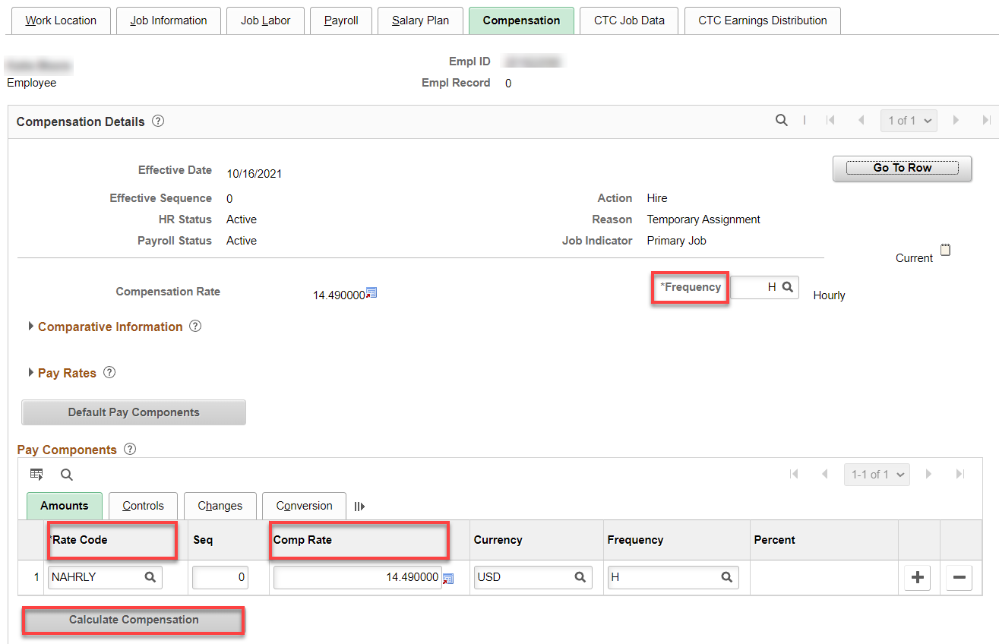 Work Location Job Information Job Labor Payroll Salary Plan Compensation CTC Job Data CTC Earnings Distribution
Empl ID
Employee Empl Record 0
Compensation Details ? 1 of 1
Effective Date 10/16/2021 Go To Row
Effective Sequence 0 Action Hire
HR Status Active Reason Temporary Assignment
Payroll Status Active Job Indicator Primary Job
Current
Compensation Rate 14.490000 *Frequency H Hourly
Comparative Information ?
Pay Rates ?
Default Pay Components
Pay Components ?
1-1 of 1
Amounts Controls Changes Conversion
*Rate Code Seq Comp Rate Currency Frequency Percent
1 NAHRLY 0 14.490000 USD H + −
Calculate Compensation